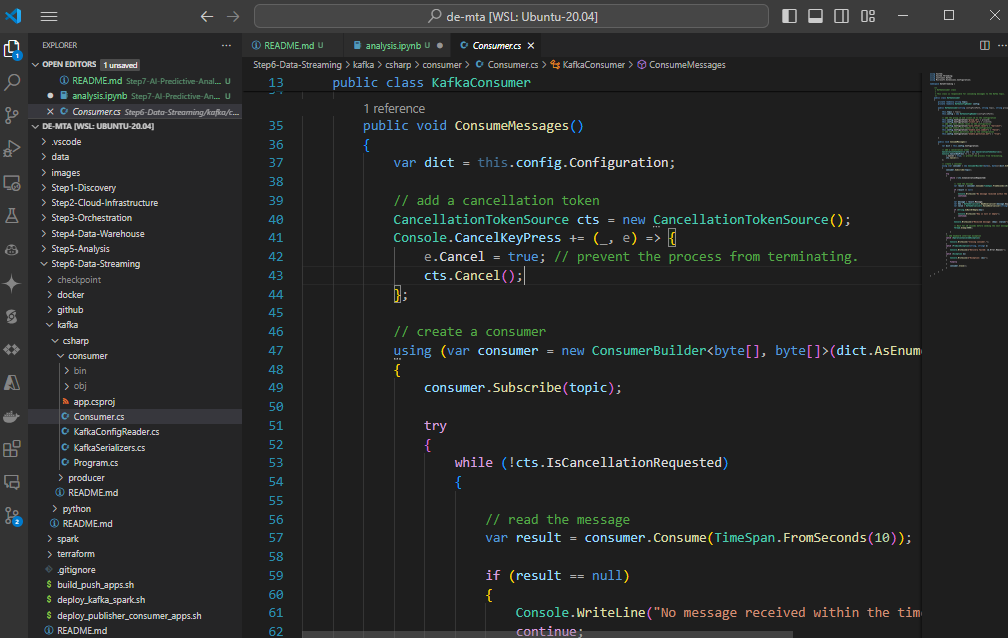 de-mta [WSL: Ubuntu-20.04]
EXPLORER
OPEN EDITORS 1 unsaved
README.md Step7-AI-Predictive-Anal... U
analysis.ipynb Step7-AI-Predictive-An... U
Consumer.cs Step6-Data-Streaming/kafka/c...
DE-MTA [WSL: UBUNTU-20.04]
.vscode
data
images
Step1-Discovery
Step2-Cloud-Infrastructure
Step3-Orchestration
Step4-Data-Warehouse
Step5-Analysis
Step6-Data-Streaming
checkpoint
docker
github
kafka
csharp
consumer
bin
obj
app.csproj
Consumer.cs
KafkaConfigReader.cs
KafkaSerializers.cs
Program.cs
producer
README.md
python
README.md
spark
terraform
.gitignore
build_push_apps.sh
deploy_kafka_spark.sh
deploy_publisher_consumer_apps.sh
README.md
1
2
README.md U
analysis.ipynb U
Consumer.cs
Step6-Data-Streaming > kafka > csharp > consumer > Consumer.cs > KafkaConsumer > ConsumeMessages
13 public class KafkaConsumer
1 reference
35 public void ConsumeMessages()
36 {
37 var dict = this.config.Configuration;
38
39 // add a cancellation token
40 CancellationTokenSource cts = new CancellationTokenSource();
41 Console.CancelKeyPress += (_, e) => {
42 e.Cancel = true; // prevent the process from terminating.
43 cts.Cancel();
44 };
45
46 // create a consumer
47 using (var consumer = new ConsumerBuilder<byte[], byte[]>(dict.AsEnum
48 {
49 consumer.Subscribe(topic);
50
51 try
52 {
53 while (!cts.IsCancellationRequested)
54 {
55
56 // read the message
57 var result = consumer.Consume(TimeSpan.FromSeconds(10));
58
59 if (result == null)
60 {
61 Console.WriteLine("No message received within the tim
62 continue;